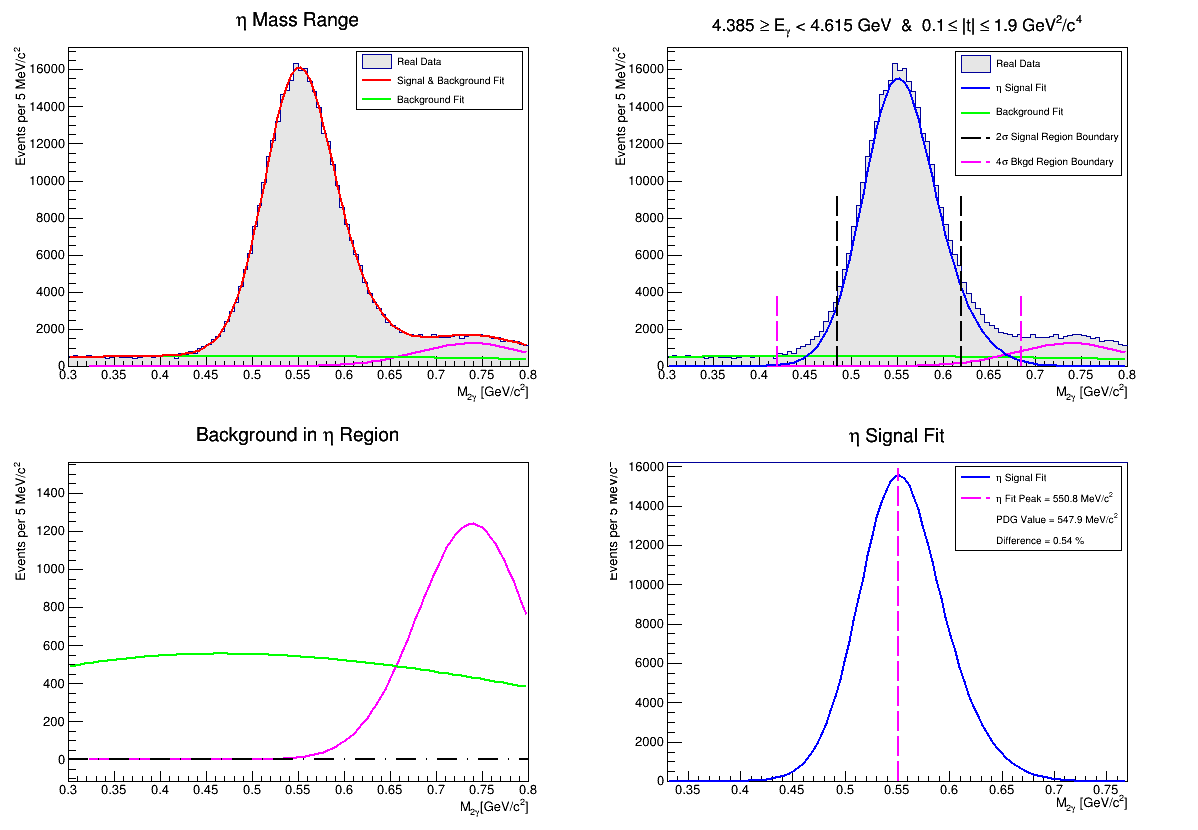 η Mass Range
Events per 5 MeV/c²
16000
14000
12000
10000
8000
6000
4000
2000
0
Real Data
Signal & Background Fit
Background Fit
0.3 0.35 0.4 0.45 0.5 0.55 0.6 0.65 0.7 0.75 0.8
M₂γ [GeV/c²]
4.385 ≥ Eγ < 4.615 GeV & 0.1 ≤ |t| ≤ 1.9 GeV²/c⁴
Events per 5 MeV/c²
16000
14000
12000
10000
8000
6000
4000
2000
0
Real Data
η Signal Fit
Background Fit
2σ Signal Region Boundary
4σ Bkgd Region Boundary
0.3 0.35 0.4 0.45 0.5 0.55 0.6 0.65 0.7 0.75 0.8
M₂γ [GeV/c²]
Background in η Region
Events per 5 MeV/c²
1400
1200
1000
800
600
400
200
0
0.3 0.35 0.4 0.45 0.5 0.55 0.6 0.65 0.7 0.75 0.8
M₂γ[GeV/c²]
η Signal Fit
Events per 5 MeV/c²
16000
14000
12000
10000
8000
6000
4000
2000
0
η Signal Fit
η Fit Peak = 550.8 MeV/c²
PDG Value = 547.9 MeV/c²
Difference = 0.54 %
0.35 0.4 0.45 0.5 0.55 0.6 0.65 0.7 0.75
M₂γ [GeV/c²]